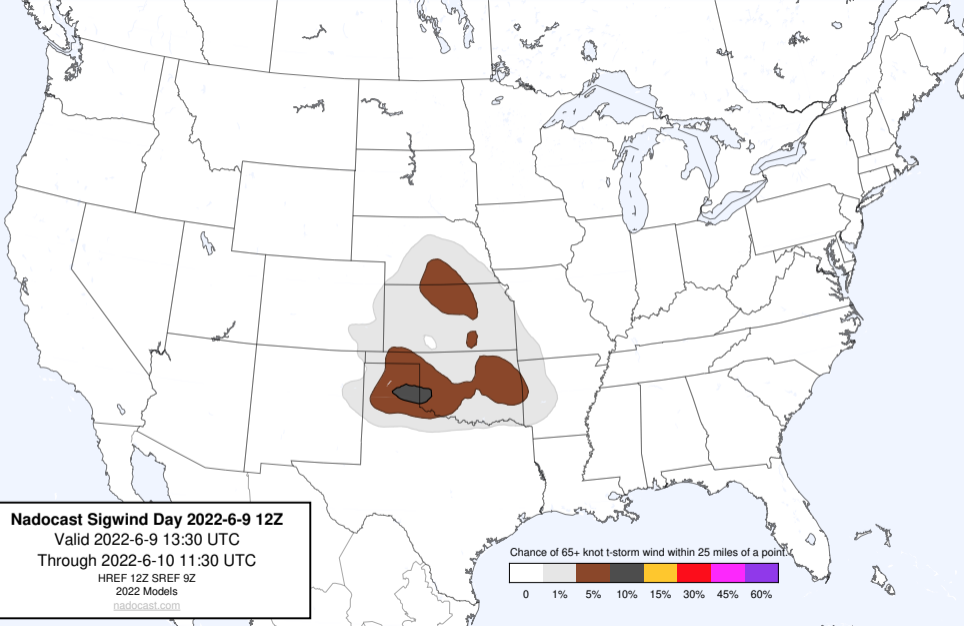 Nadocast Sigwind Day 2022-6-9 12Z
Valid 2022-6-9 13:30 UTC
Through 2022-6-10 11:30 UTC
HREF 12Z SREF 9Z
2022 Models
nadocast.com
Chance of 65+ knot t-storm wind within 25 miles of a point.
0 1% 5% 10% 15% 30% 45% 60%